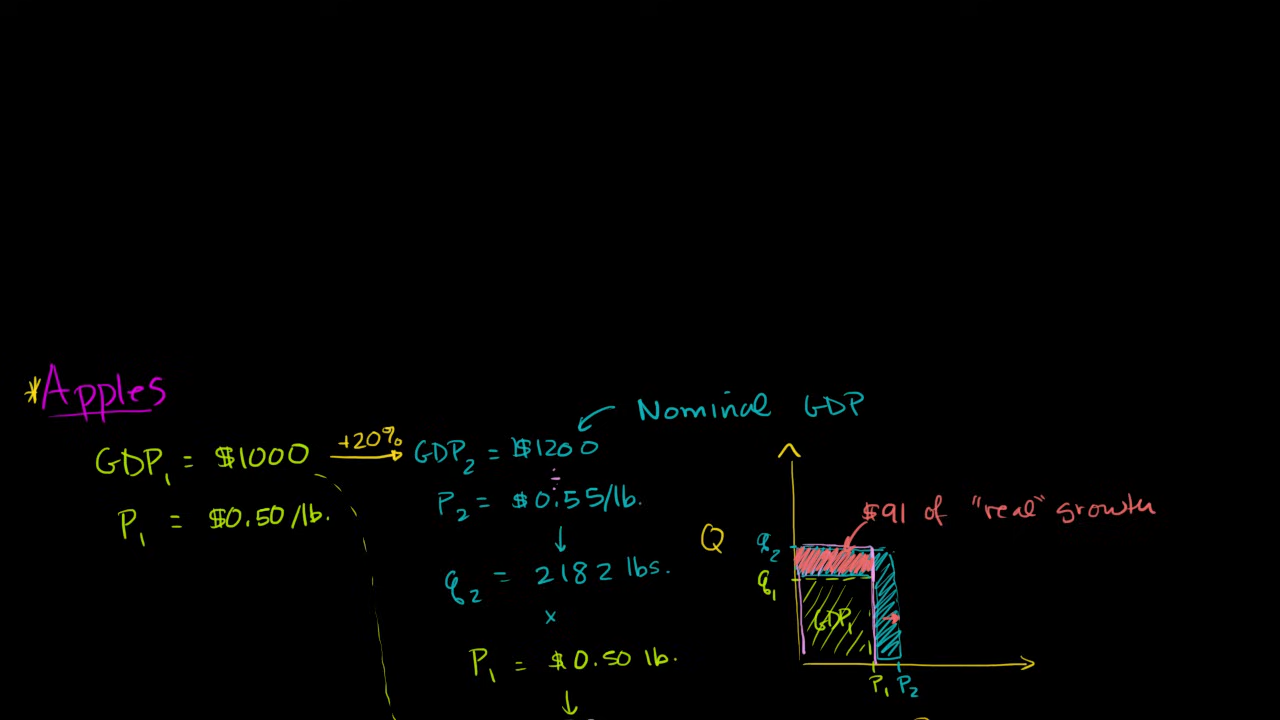 *Apples
Nominal GDP
GDP₁ = $1000 +20% GDP₂ = $1200
÷
P₁ = $0.50/lb. P₂ = $0.55/lb.
q₂ = 2182 lbs.
x
P₁ = $0.50 lb.
$91 of "real" growth
Q
q₂
q₁
GDP₁
P₁ P₂